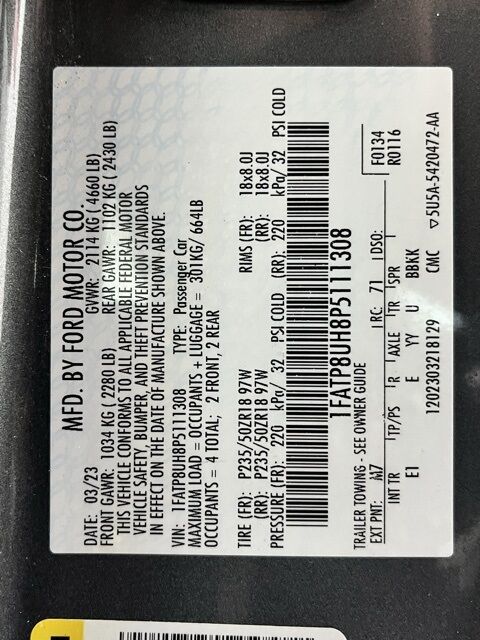 MFD. BY FORD MOTOR CO.
DATE: 03/23 GVWR: 2114 KG ( 4660 LB)
FRONT GAWR: 1034 KG ( 2280 LB) REAR GAWR: 1102 KG ( 2430 LB)
THIS VEHICLE CONFORMS TO ALL APPLICABLE FEDERAL MOTOR
VEHICLE SAFETY, BUMPER, AND THEFT PREVENTION STANDARDS
IN EFFECT ON THE DATE OF MANUFACTURE SHOWN ABOVE.
VIN: 1FATP8UH8P5111308 TYPE: Passenger Car
MAXIMUM LOAD = OCCUPANTS + LUGGAGE = 301KG/ 664LB
OCCUPANTS = 4 TOTAL; 2 FRONT, 2 REAR
TIRE (FR): P235/50ZR18 97W RIMS (FR): 18x8.0J
(RR): P235/50ZR18 97W (RR): 18x8.0J
PRESSURE (FR): 220 kPa/ 32 PSI COLD (RR): 220 kPa/ 32 PSI COLD
1FATP8UH8P5111308
TRAILER TOWING - SEE OWNER GUIDE
EXT PNT: M7 RC: 71 DSO: F0134
R0116
INT TR TP/PS R AXLE TR SPR
E1 E YY U BBKK
1202303218129 CMC ▽5U5A-5420472-AA